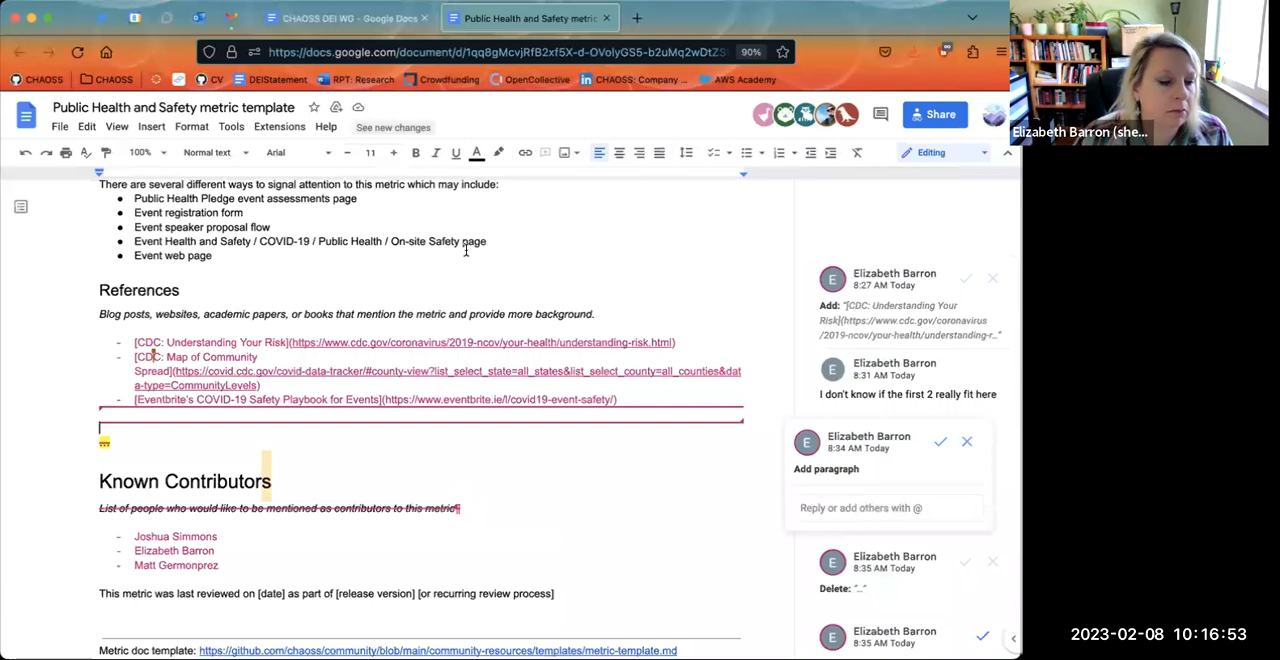 CHAOSS DEI WG - Google Docs
Public Health and Safety metric
https://docs.google.com/document/d/1qq8gMcvjRfB2xf5X-d-OVolyGS5-b2uMq2wDtZS
90%
CHAOSS
CHAOSS
CV
DEIStatement
RPT: Research
Crowdfunding
OpenCollective
CHAOSS: Company ...
AWS Academy
Public Health and Safety metric template
Share
File Edit View Insert Format Tools Extensions Help
See new changes
100%
Normal text
Arial
11
Editing
There are several different ways to signal attention to this metric which may include:
● Public Health Pledge event assessments page
● Event registration form
● Event speaker proposal flow
● Event Health and Safety / COVID-19 / Public Health / On-site Safety page
● Event web page
References
Blog posts, websites, academic papers, or books that mention the metric and provide more background.
- [CDC: Understanding Your Risk](https://www.cdc.gov/coronavirus/2019-ncov/your-health/understanding-risk.html)
- [CDC: Map of Community
Spread](https://covid.cdc.gov/covid-data-tracker/#county-view?list_select_state=all_states&list_select_county=all_counties&dat
a-type=CommunityLevels)
- [Eventbrite's COVID-19 Safety Playbook for Events](https://www.eventbrite.ie/l/covid19-event-safety/)
Known Contributors
List of people who would like to be mentioned as contributors to this metric¶
- Joshua Simmons
- Elizabeth Barron
- Matt Germonprez
This metric was last reviewed on [date] as part of [release version] [or recurring review process]
Metric doc template: https://github.com/chaoss/community/blob/main/community-resources/templates/metric-template.md
E
Elizabeth Barron
8:27 AM Today
Add: "[CDC: Understanding Your
Risk](https://www.cdc.gov/coronavirus
/2019-ncov/your-health/understanding-r..."
E
Elizabeth Barron
8:31 AM Today
I don't know if the first 2 really fit here
E
Elizabeth Barron
8:34 AM Today
Add paragraph
Reply or add others with @
E
Elizabeth Barron
8:35 AM Today
Delete: "..."
E
Elizabeth Barron
8:35 AM Today
Elizabeth Barron (she...
2023-02-08 10:16:53